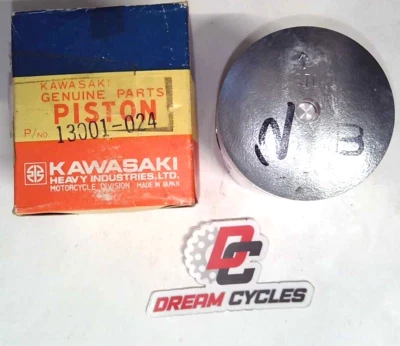 KAWASAKI
GENUINE PARTS
PISTON
P/NO. 13001-024
KAWASAKI
HEAVY INDUSTRIES, LTD.
MOTORCYCLE DIVISION MADE IN JAPAN
N B
DC
DREAM CYCLES